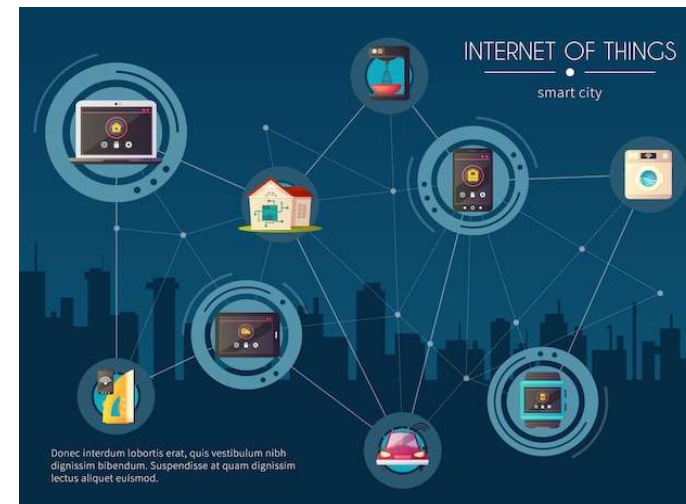 INTERNET OF THINGS
smart city
Donec interdum lobortis erat, quis vestibulum nibh
dignissim bibendum. Suspendisse at quam dignissim
lectus aliquet euismod.